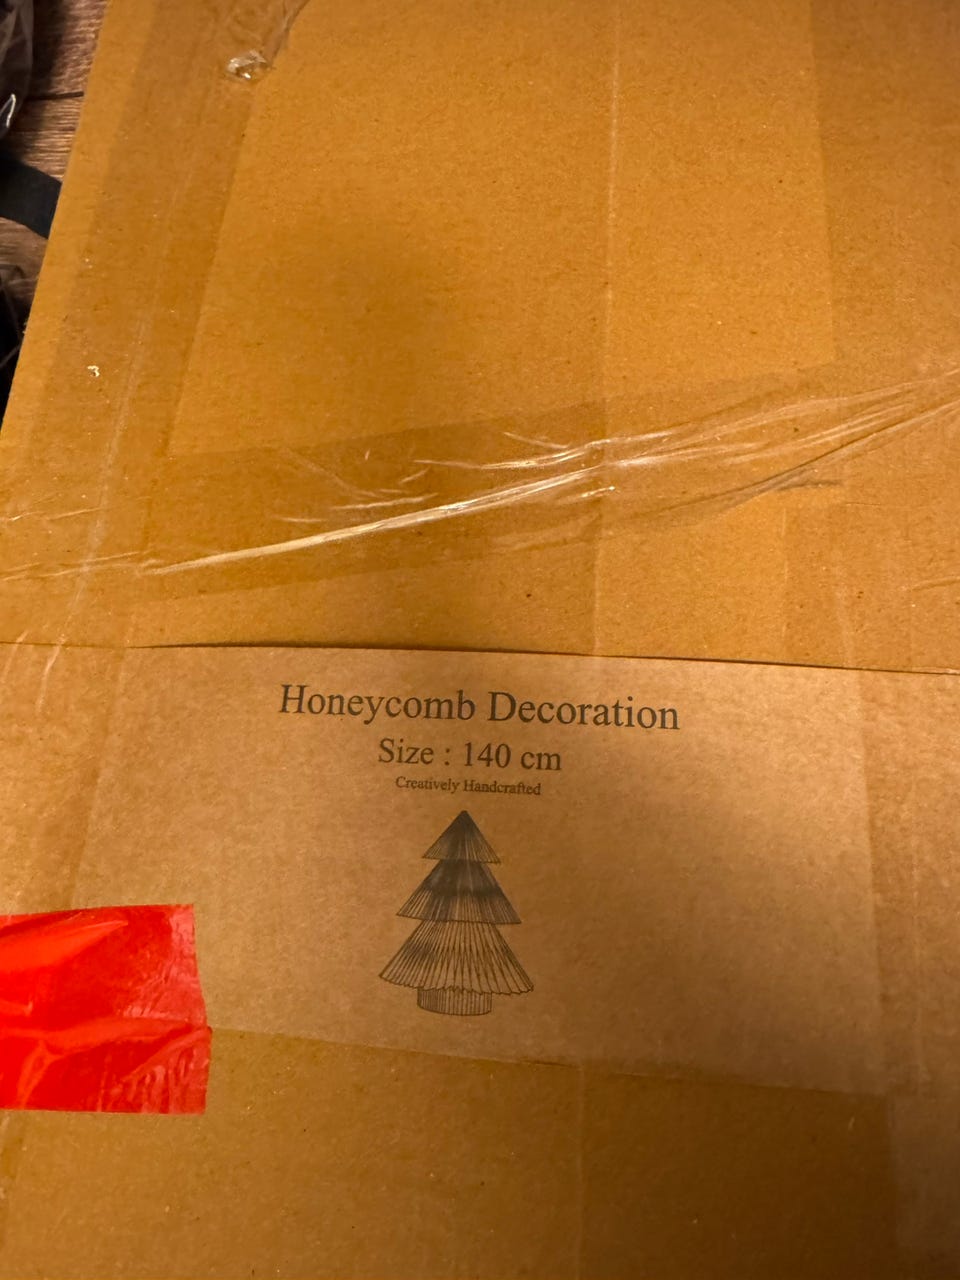 Honeycomb Decoration
Size : 140 cm
Creatively Handcrafted